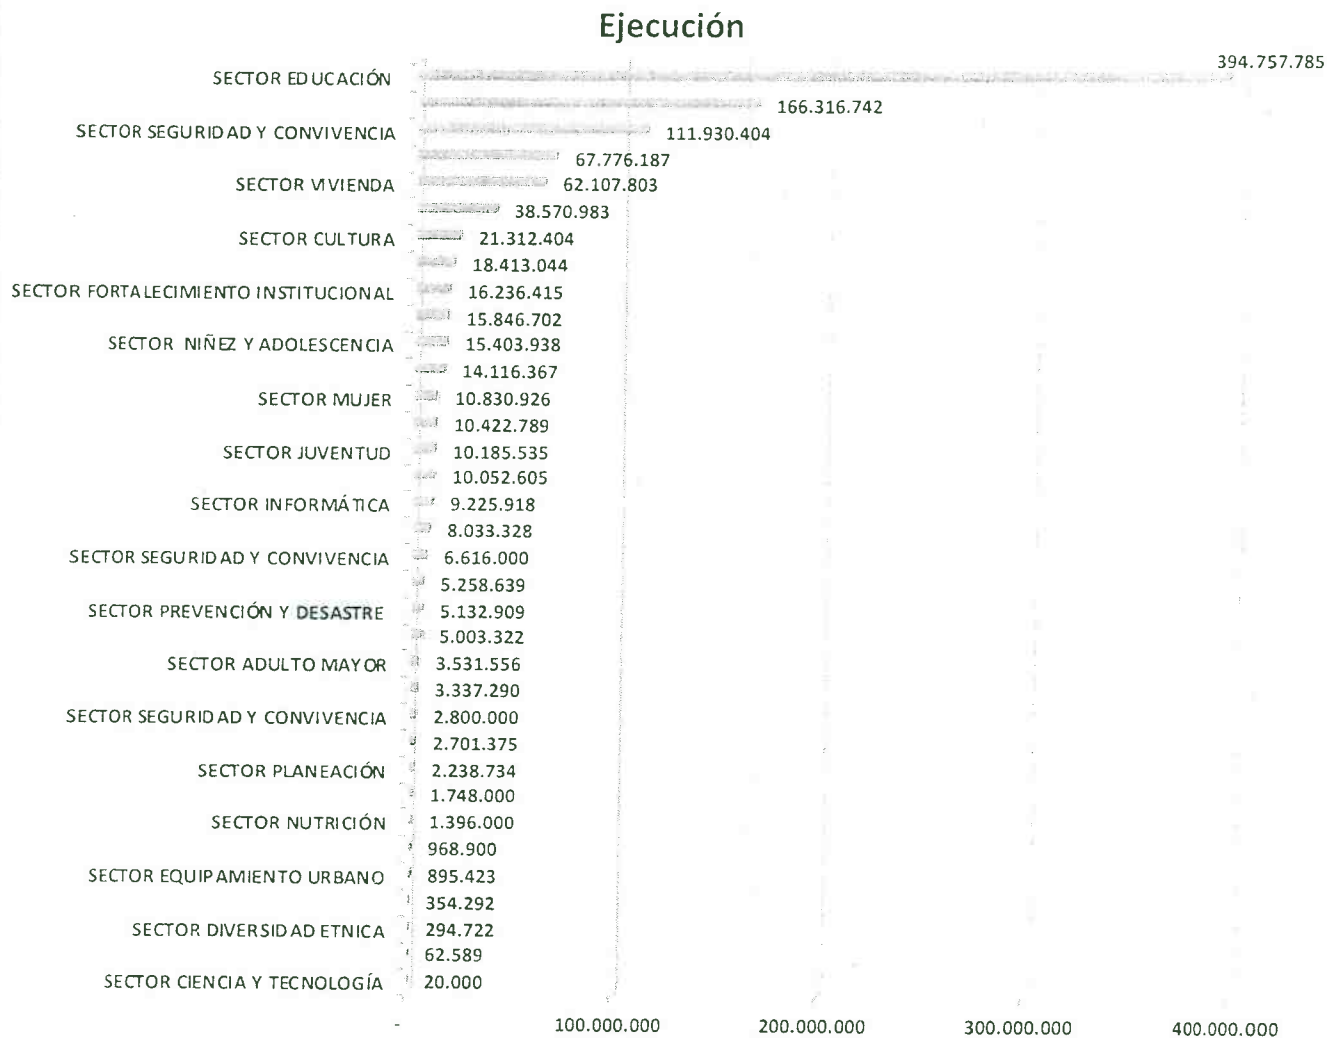 Ejecución
SECTOR EDUCACIÓN 394.757.785
166.316.742
SECTOR SEGURIDAD Y CONVIVENCIA 111.930.404
67.776.187
SECTOR VIVIENDA 62.107.803
38.570.983
SECTOR CULTURA 21.312.404
18.413.044
SECTOR FORTALECIMIENTO INSTITUCIONAL 16.236.415
15.846.702
SECTOR NIÑEZ Y ADOLESCENCIA 15.403.938
14.116.367
SECTOR MUJER 10.830.926
10.422.789
SECTOR JUVENTUD 10.185.535
10.052.605
SECTOR INFORMÁTICA 9.225.918
8.033.328
SECTOR SEGURIDAD Y CONVIVENCIA 6.616.000
5.258.639
SECTOR PREVENCIÓN Y DESASTRE 5.132.909
5.003.322
SECTOR ADULTO MAYOR 3.531.556
3.337.290
SECTOR SEGURIDAD Y CONVIVENCIA 2.800.000
2.701.375
SECTOR PLANEACIÓN 2.238.734
1.748.000
SECTOR NUTRICIÓN 1.396.000
968.900
SECTOR EQUIPAMIENTO URBANO 895.423
354.292
SECTOR DIVERSIDAD ETNICA 294.722
62.589
SECTOR CIENCIA Y TECNOLOGÍA 20.000
- 100.000.000 200.000.000 300.000.000 400.000.000